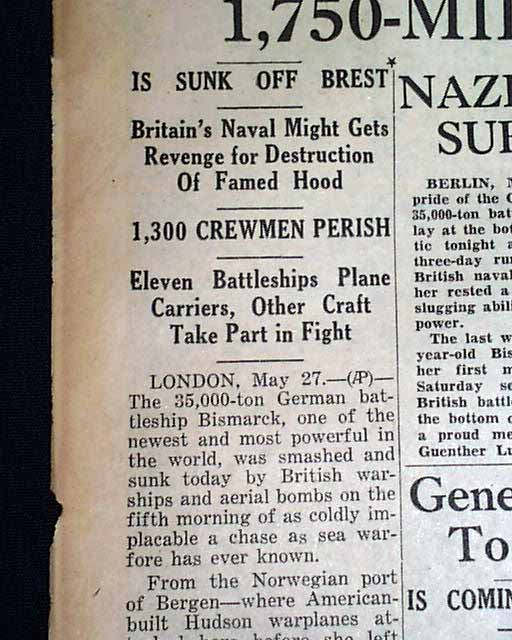 1,750-MI
IS SUNK OFF BREST
Britain's Naval Might Gets
Revenge for Destruction
Of Famed Hood
1,300 CREWMEN PERISH
Eleven Battleships Plane
Carriers, Other Craft
Take Part in Fight
LONDON, May 27.—(AP)—
The 35,000-ton German bat-
tleship Bismarck, one of the
newest and most powerful in
the world, was smashed and
sunk today by British war-
ships and aerial bombs on the
fifth morning of as coldly im-
placable a chase as sea war-
fore has ever known.
From the Norwegian port
of Bergen—where American-
built Hudson warplanes at-
NAZI
SUF
BERLIN,
pride of the
35,000-ton bat
lay at the bot
tic tonight a
three-day ru
British naval
her rested a
slugging abil
power.
The last w
year-old Bis
her first m
Saturday se
British battl
the bottom o
a proud me
Guenther Lu
Gene
To
IS COMIN